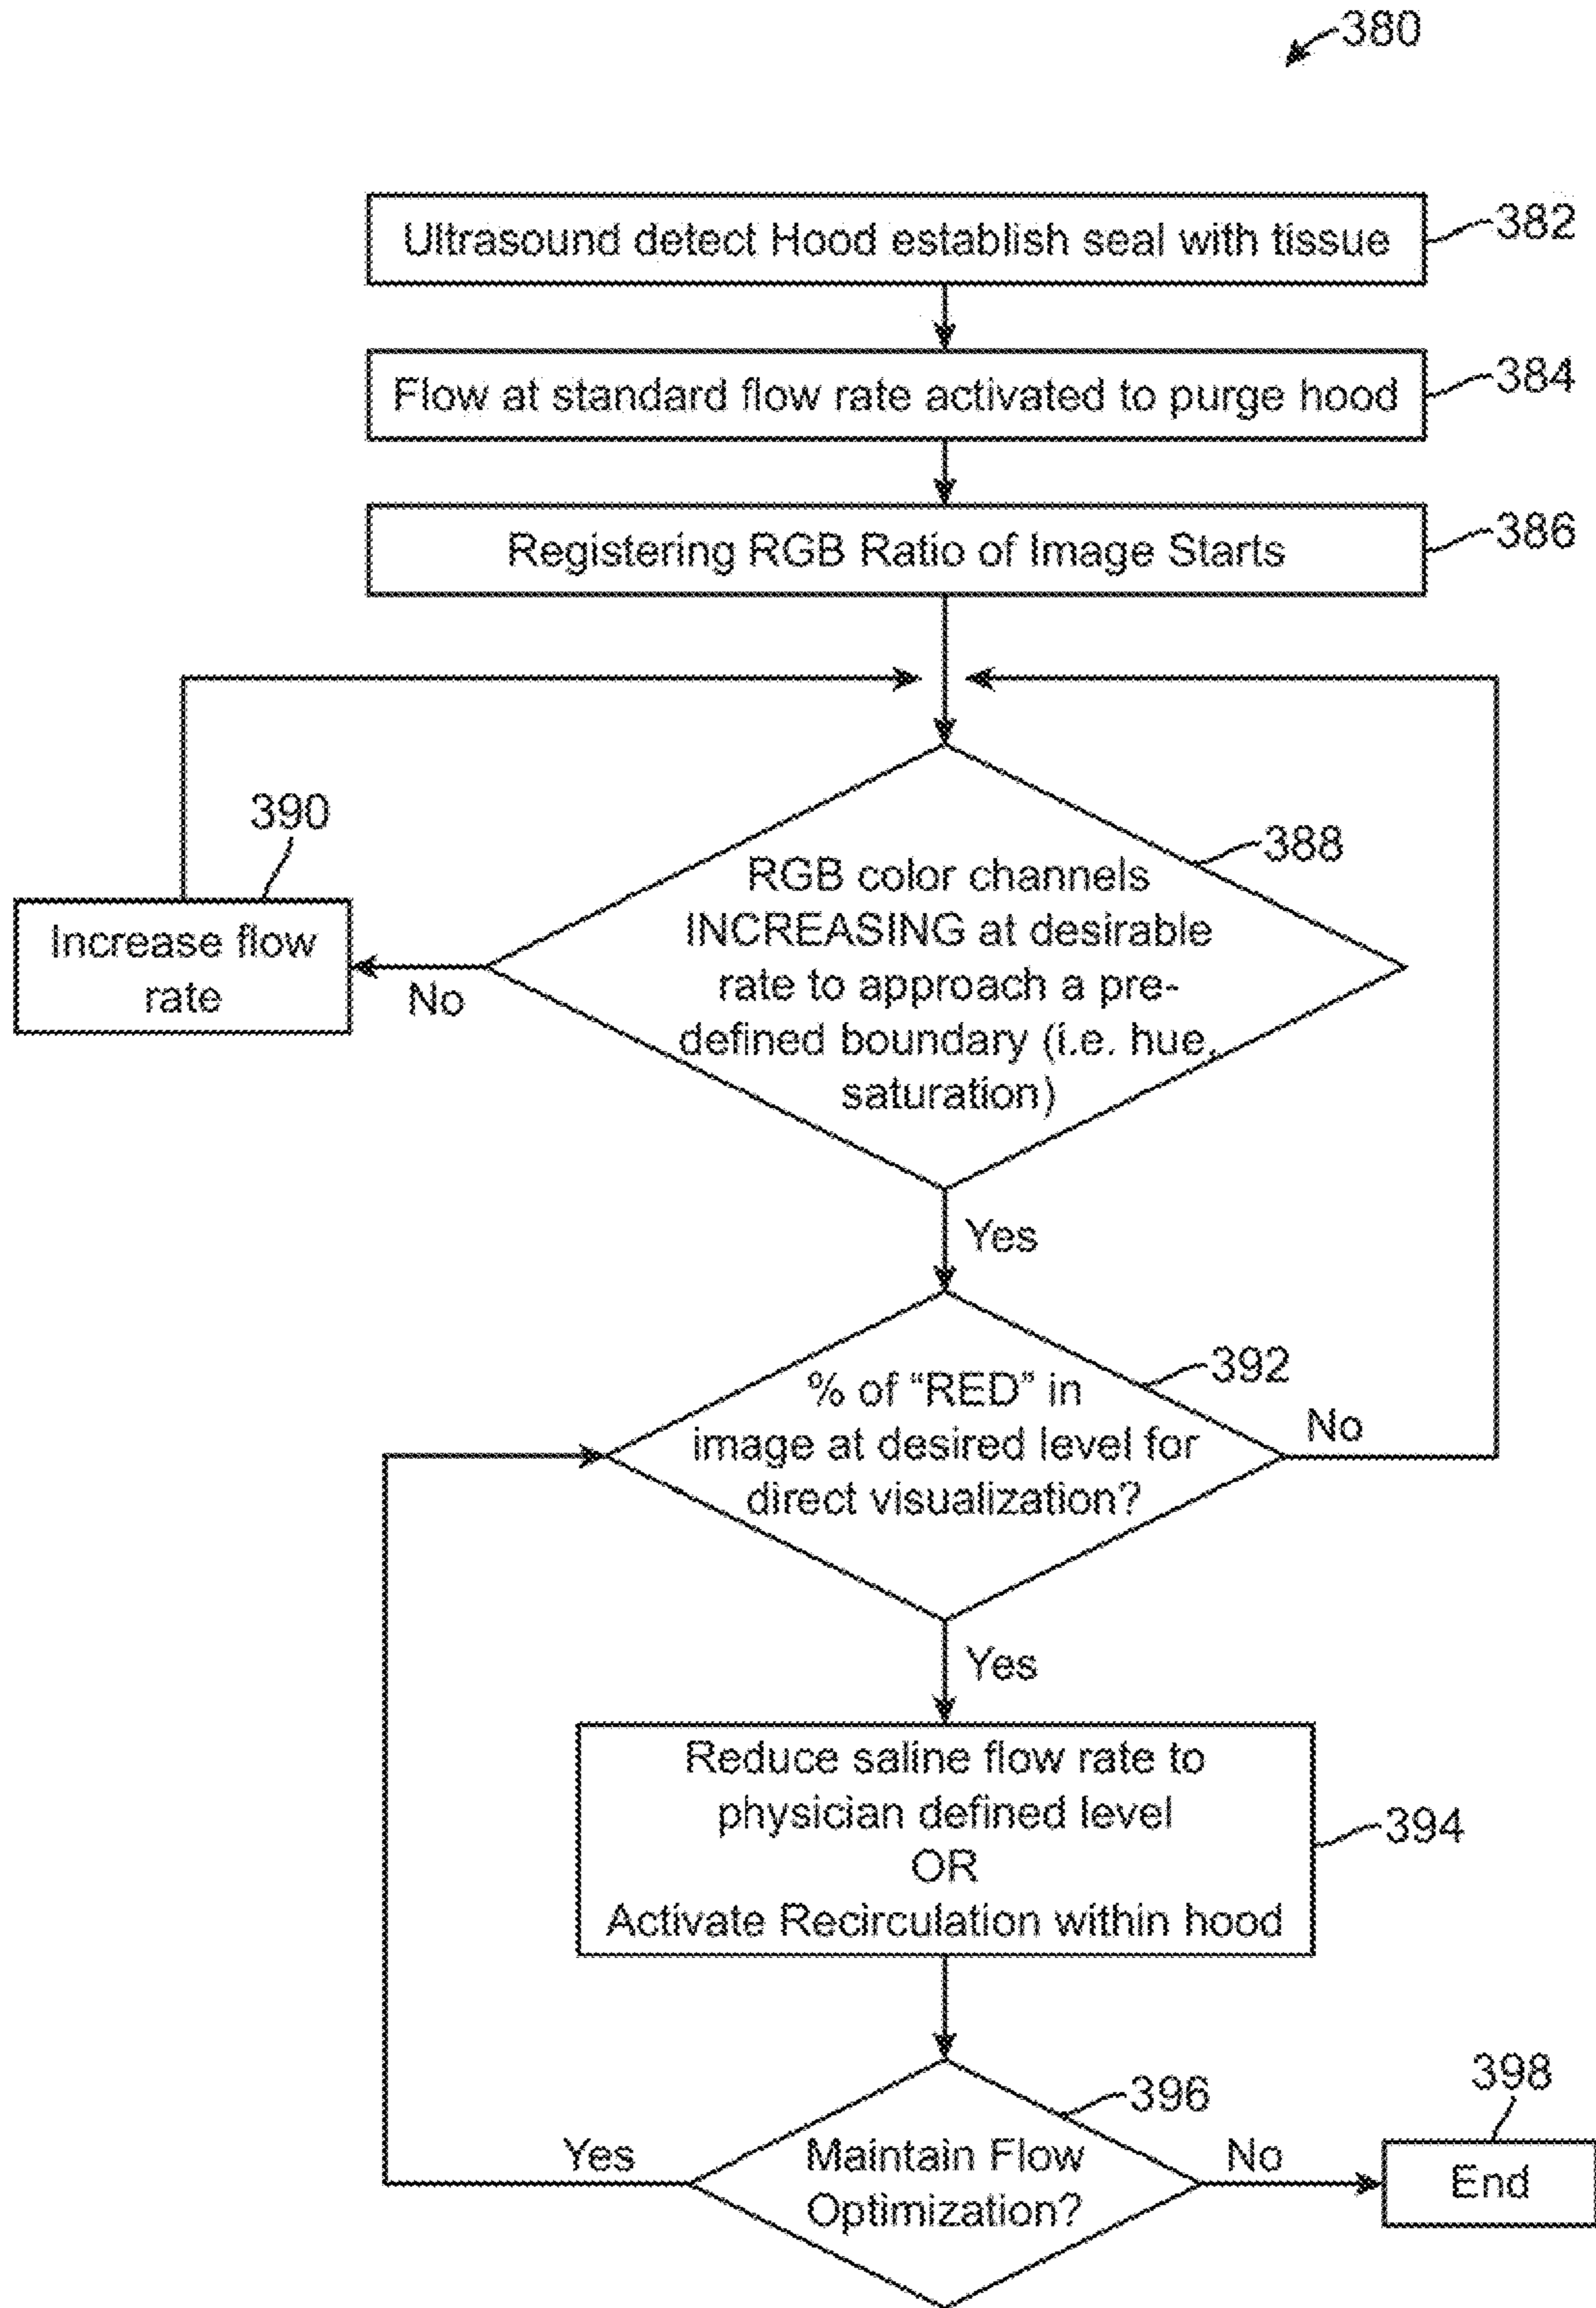 380
Ultrasound detect Hood establish seal with tissue
382
Flow at standard flow rate activated to purge hood
384
Registering RGB Ratio of Image Starts
386
390
Increase flow
rate
No
388
RGB color channels
INCREASING at desirable
rate to approach a pre-
defined boundary (i.e. hue,
saturation)
Yes
392
% of "RED" in
image at desired level for
direct visualization?
No
Yes
Reduce saline flow rate to
physician defined level
OR
Activate Recirculation within hood
394
396
Maintain Flow
Optimization?
Yes
No
398
End